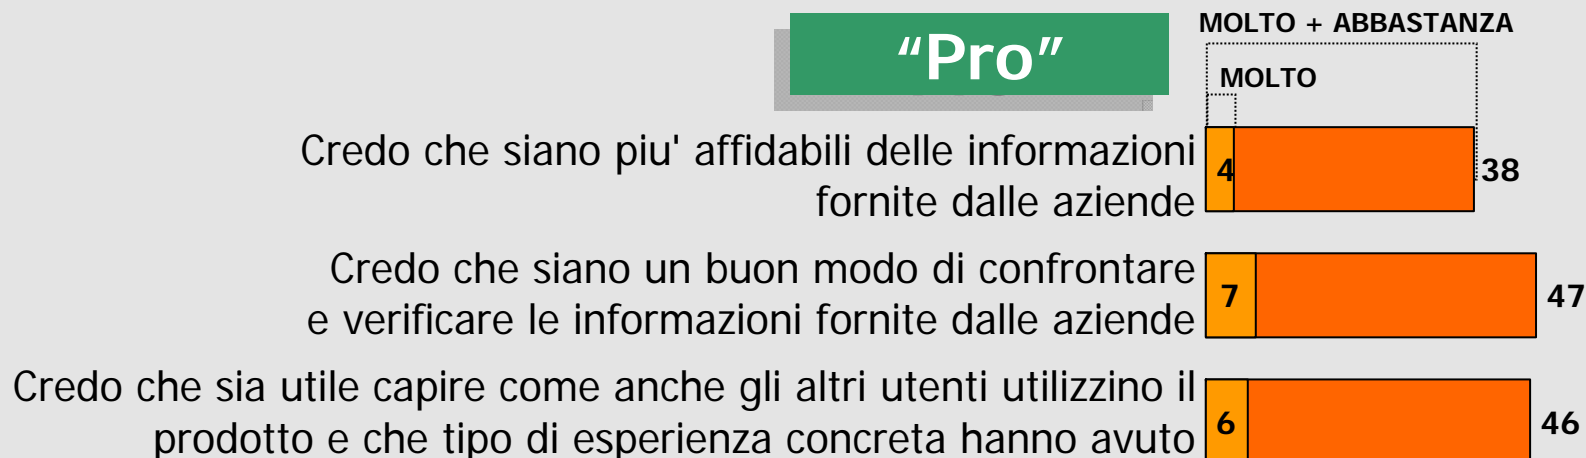 “Pro”
MOLTO + ABBASTANZA
MOLTO
Credo che siano piu' affidabili delle informazioni
fornite dalle aziende
4
38
Credo che siano un buon modo di confrontare
e verificare le informazioni fornite dalle aziende
7
47
Credo che sia utile capire come anche gli altri utenti utilizzino il
prodotto e che tipo di esperienza concreta hanno avuto
6
46